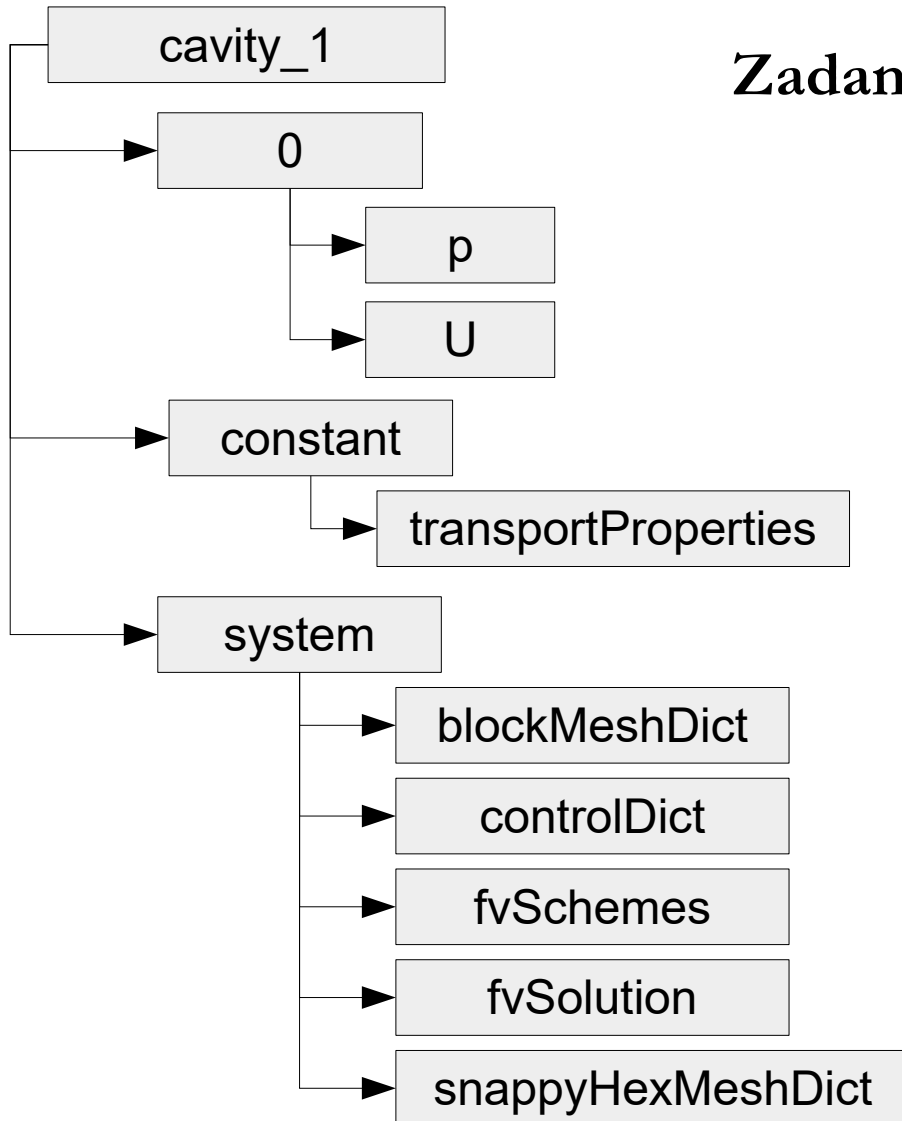 cavity_1
Zadan
0
p
U
constant
transportProperties
system
blockMeshDict
controlDict
fvSchemes
fvSolution
snappyHexMeshDict